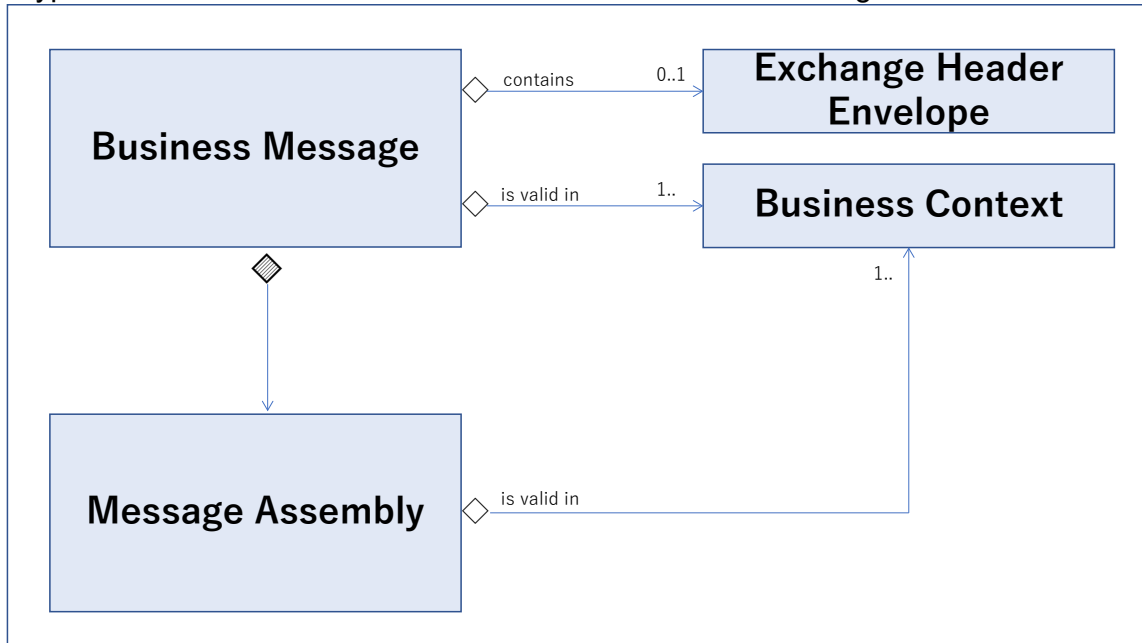 contains
0..1
Exchange Header
Envelope
Business Message
is valid in
1..
Business Context
1..
Message Assembly
is valid in